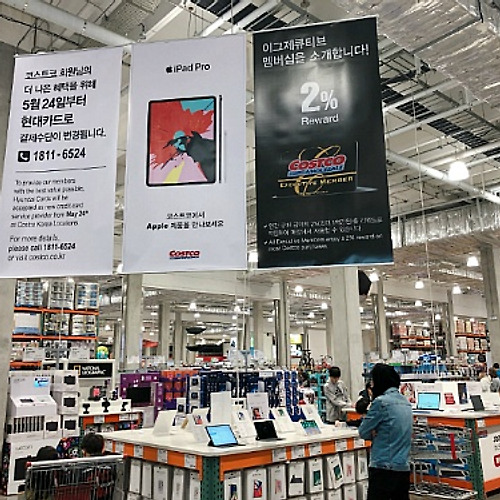 코스트코 회원님의
더 나은 혜택을 위해
5월 24일부터
현대카드로
결제수단이 변경됩니다.
1811-6524
To provide our members
with the best value possible,
Hyundai Cards will be
accepted as new credit card
service provider from May 24th
at Costco Korea Locations.
For more details,
please call 1811-6524
or visit costco.co.kr
iPad Pro
코스트코에서
Apple 제품을 만나보세요
COSTCO
이그제큐티브
멤버십을 소개합니다!
2%
Reward
COSTCO
WHOLESALE
EXECUTIVE MEMBER
NATIONAL
GEOGRAPHIC